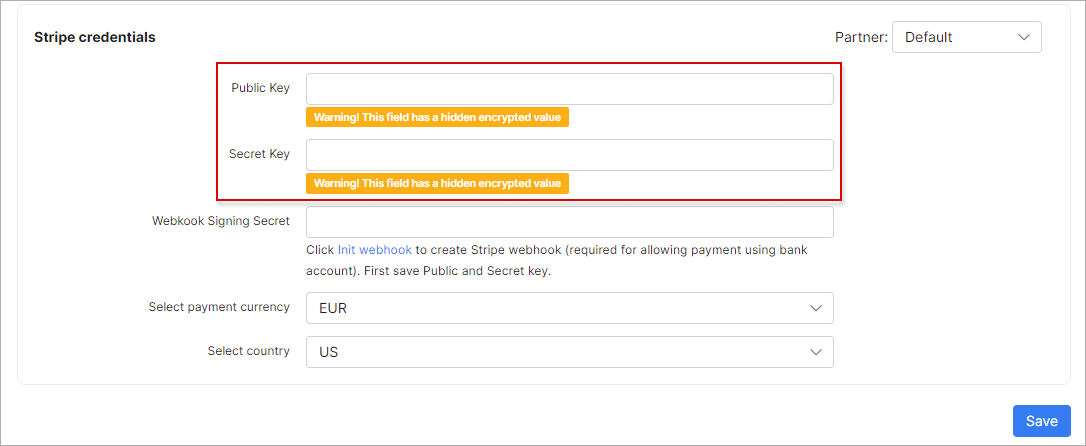 Stripe credentials
Partner: Default
Public Key
Warning! This field has a hidden encrypted value
Secret Key
Warning! This field has a hidden encrypted value
Webkook Signing Secret
Click Init webhook to create Stripe webhook (required for allowing payment using bank
account). First save Public and Secret key.
Select payment currency EUR
Select country US
Save